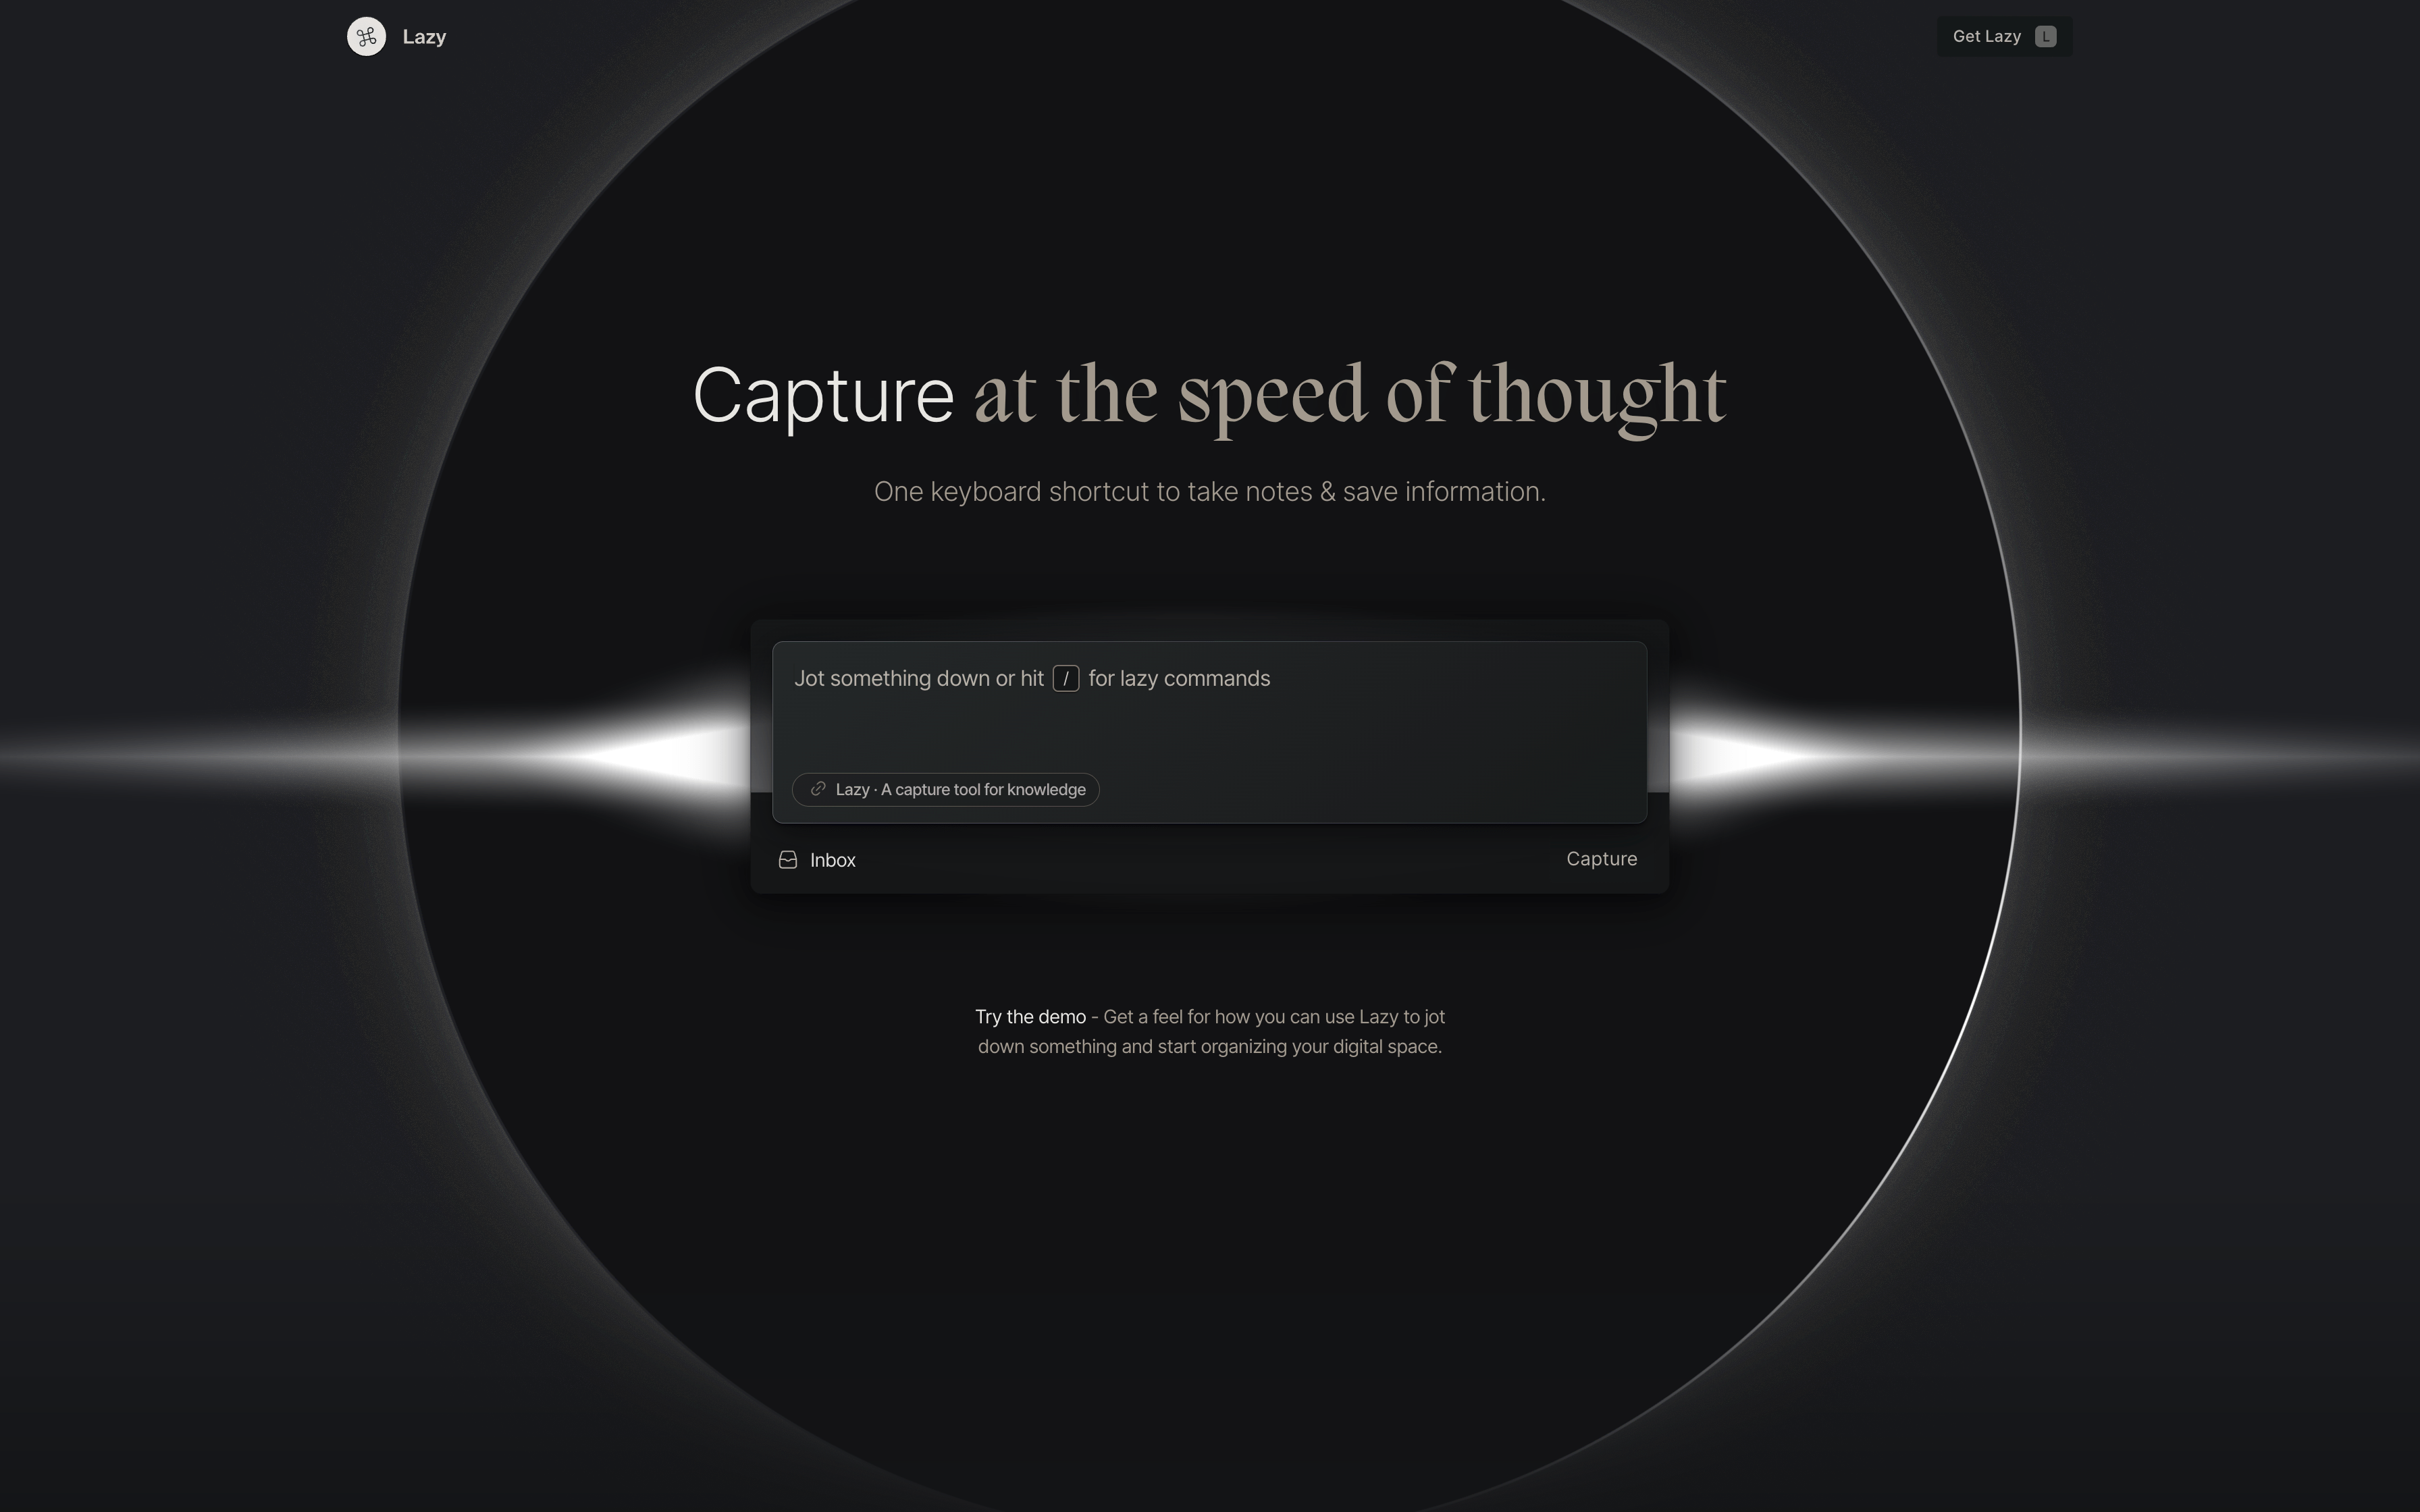 Lazy
Get Lazy L
Capture at the speed of thought
One keyboard shortcut to take notes & save information.
Jot something down or hit / for lazy commands
Lazy · A capture tool for knowledge
Inbox
Capture
Try the demo - Get a feel for how you can use Lazy to jot
down something and start organizing your digital space.